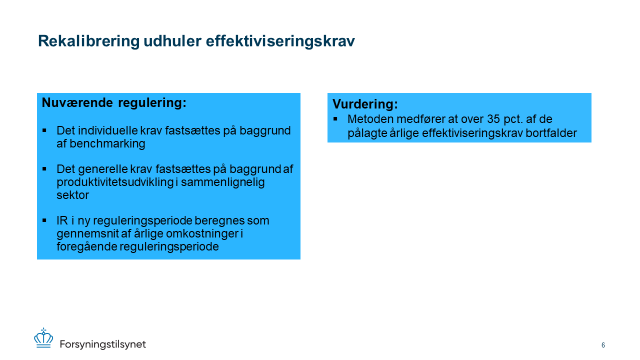 Rekalibrering udhuler effektiviseringskrav
Nuværende regulering:
▪ Det individuelle krav fastsættes på baggrund
af benchmarking
▪ Det generelle krav fastsættes på baggrund af
produktivitetsudvikling i sammenlignelig
sektor
▪ IR i ny reguleringsperiode beregnes som
gennemsnit af årlige omkostninger i
foregående reguleringsperiode
Vurdering:
▪ Metoden medfører at over 35 pct. af de
pålagte årlige effektiviseringskrav bortfalder
Forsyningstilsynet
6